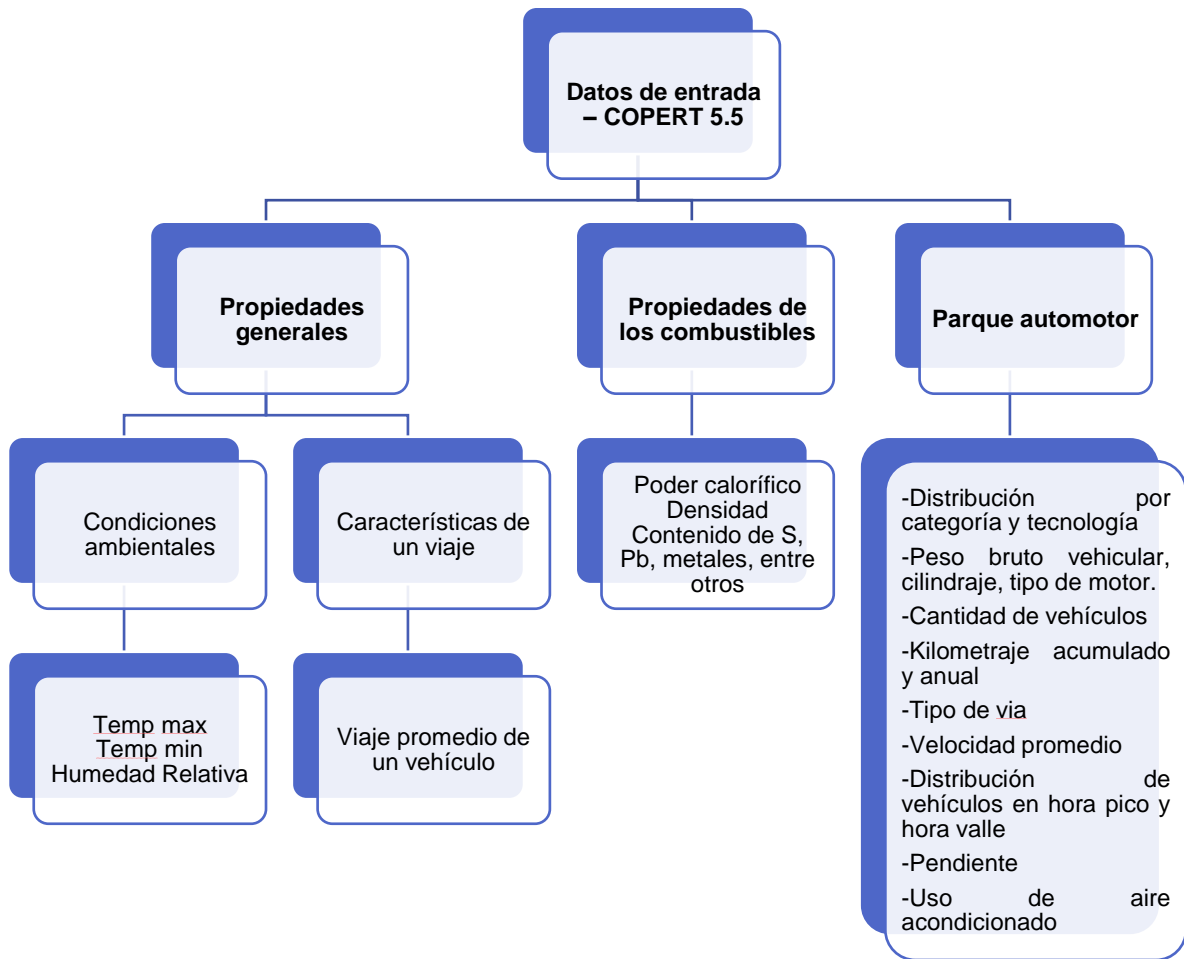 Datos de entrada
– COPERT 5.5
Propiedades
generales
Propiedades de
los combustibles
Parque automotor
Condiciones
ambientales
Características de
un viaje
Poder calorífico
Densidad
Contenido de S,
Pb, metales, entre
otros
-Distribución por
categoría y tecnología
-Peso bruto vehicular,
cilindraje, tipo de motor.
-Cantidad de vehículos
-Kilometraje acumulado
y anual
-Tipo de via
-Velocidad promedio
-Distribución de
vehículos en hora pico y
hora valle
-Pendiente
-Uso de aire
acondicionado
Temp max
Temp min
Humedad Relativa
Viaje promedio de
un vehículo